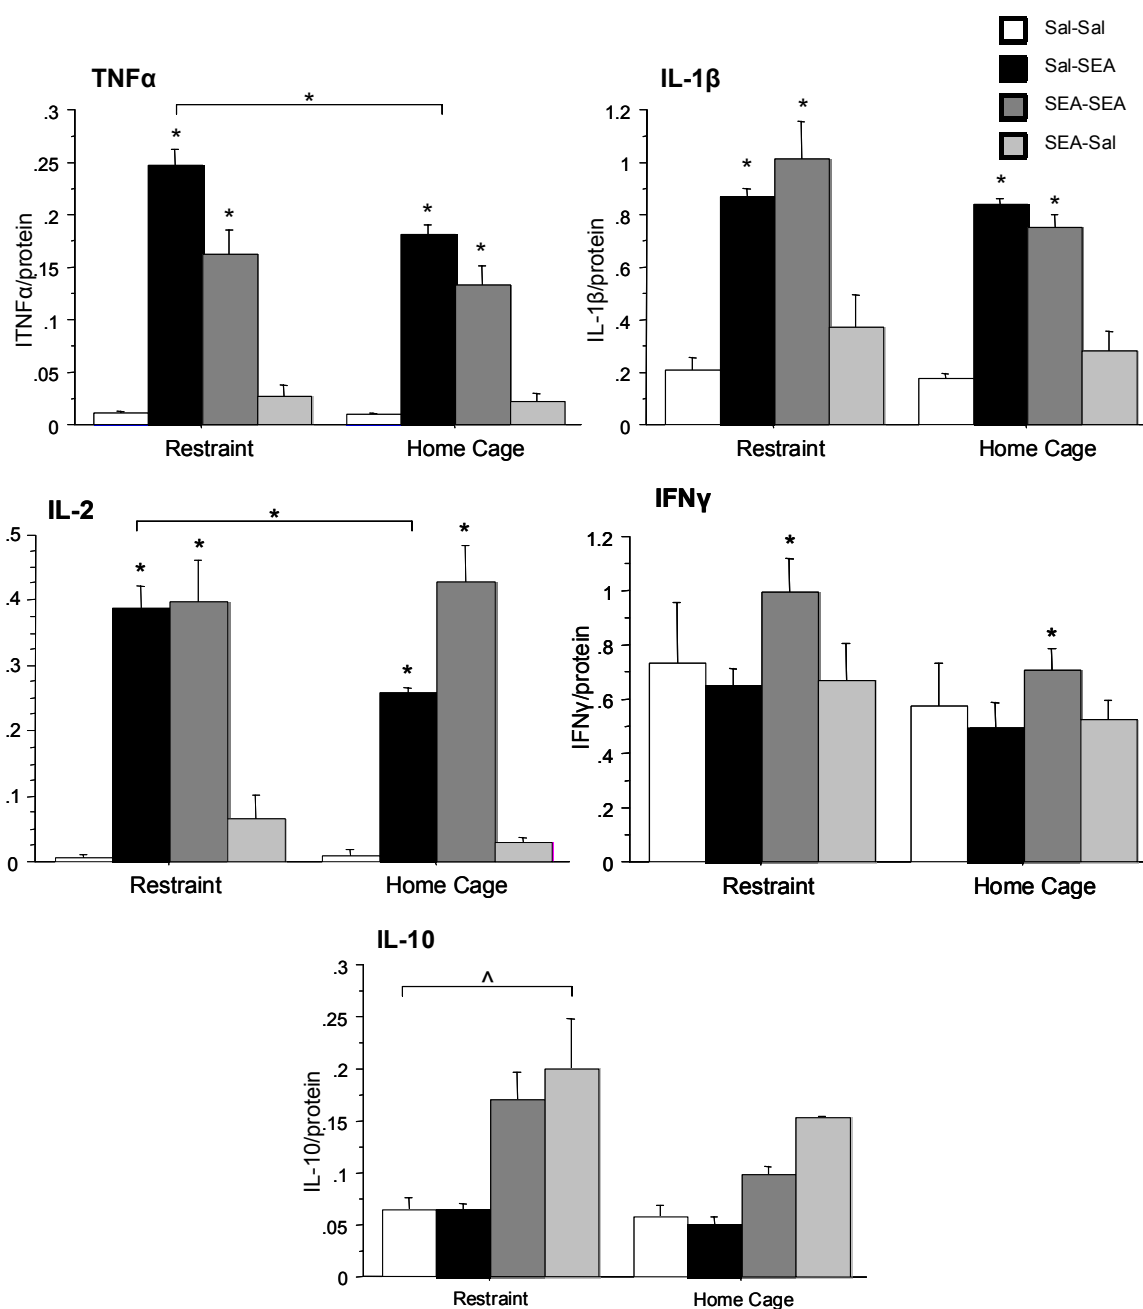 Sal-Sal
Sal-SEA
SEA-SEA
SEA-Sal
TNFα
*
.3
.25
.2
.15
.1
.05
0
ITNFα/protein
*
*
*
*
Restraint
Home Cage
IL-1β
1.2
1
.8
.6
.4
.2
0
IL-1β/protein
*
*
*
*
Restraint
Home Cage
IL-2
*
.5
.4
.3
.2
.1
0
*
*
*
*
Restraint
Home Cage
IFNγ
1.2
1
.8
.6
.4
.2
0
IFNγ/protein
*
*
Restraint
Home Cage
IL-10
^
.3
.25
.2
.15
.1
.05
0
IL-10/protein
Restraint
Home Cage